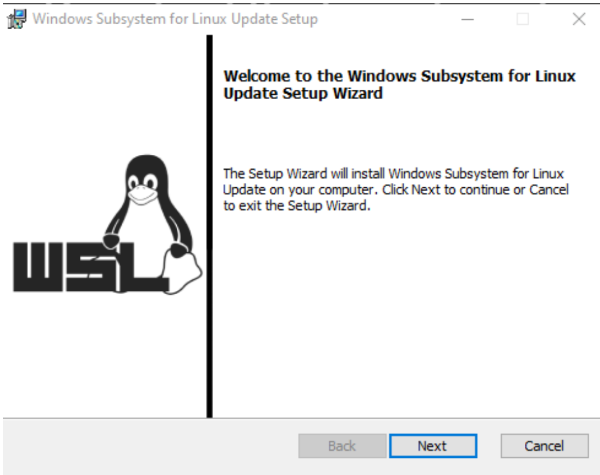 Windows Subsystem for Linux Update Setup
Welcome to the Windows Subsystem for Linux
Update Setup Wizard
The Setup Wizard will install Windows Subsystem for Linux
Update on your computer. Click Next to continue or Cancel
to exit the Setup Wizard.
WSL
Back
Next
Cancel